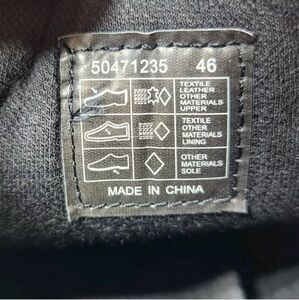 50471235 46
TEXTILE
LEATHER
OTHER
MATERIALS
UPPER
TEXTILE
OTHER
MATERIALS
LINING
OTHER
MATERIALS
SOLE
MADE IN CHINA